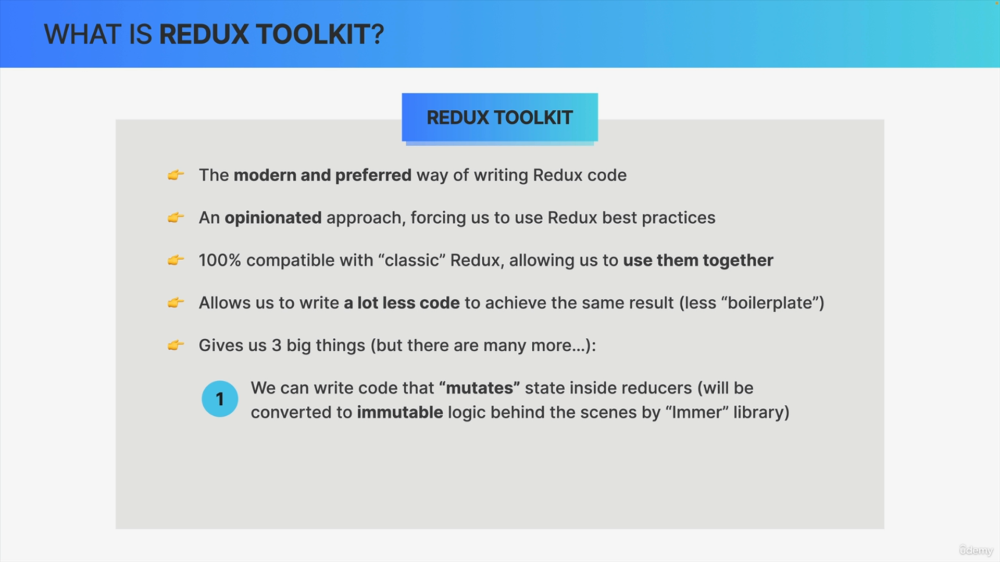 WHAT IS REDUX TOOLKIT?
REDUX TOOLKIT
👉 The modern and preferred way of writing Redux code
👉 An opinionated approach, forcing us to use Redux best practices
👉 100% compatible with “classic” Redux, allowing us to use them together
👉 Allows us to write a lot less code to achieve the same result (less “boilerplate”)
👉 Gives us 3 big things (but there are many more…):
1 We can write code that “mutates” state inside reducers (will be
converted to immutable logic behind the scenes by “Immer” library)
ûdemy